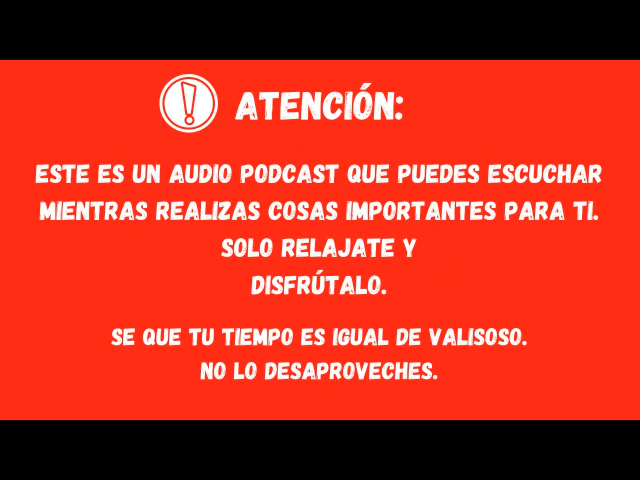 ATENCIÓN:
ESTE ES UN AUDIO PODCAST QUE PUEDES ESCUCHAR
MIENTRAS REALIZAS COSAS IMPORTANTES PARA TI.
SOLO RELAJATE Y
DISFRÚTALO.
SE QUE TU TIEMPO ES IGUAL DE VALISOSO.
NO LO DESAPROVECHES.